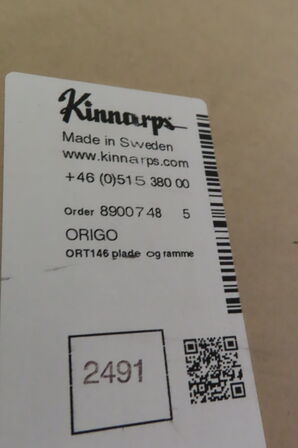 Kinnarps
Made in Sweden
www.kinnarps.com
+46 (0)515 380 00
Order 8900748 5
ORIGO
ORT146 plade og ramme
2491